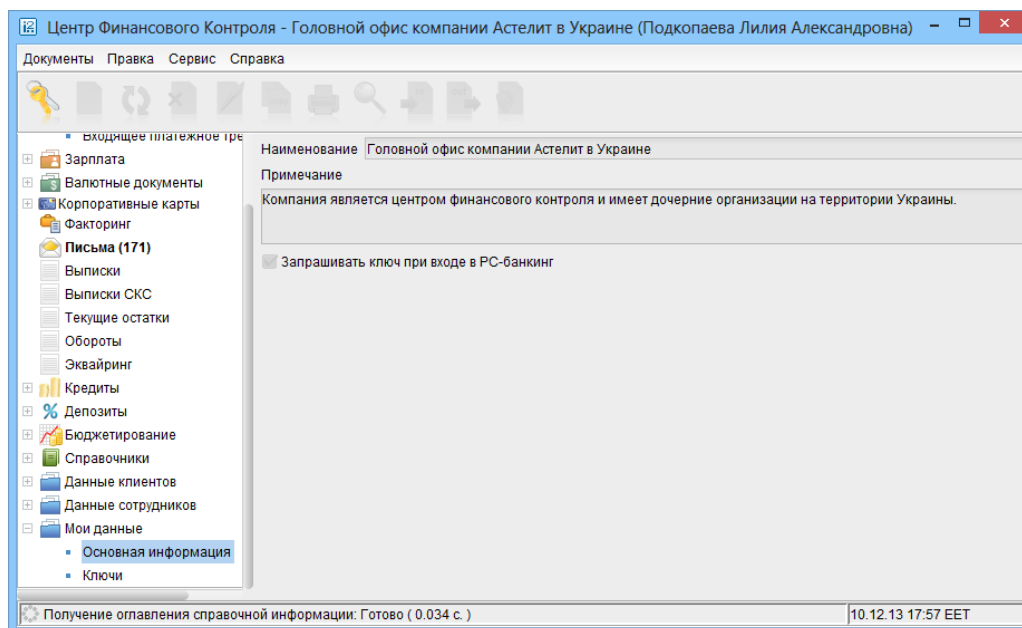 Центр Финансового Контроля - Головной офис компании Астелит в Украине (Подкопаева Лилия Александровна)
Документы Правка Сервис Справка
Входящее платежное тре
Зарплата
Валютные документы
Корпоративные карты
Факторинг
Письма (171)
Выписки
Выписки СКС
Текущие остатки
Обороты
Эквайринг
Кредиты
Депозиты
Бюджетирование
Справочники
Данные клиентов
Данные сотрудников
Мои данные
Основная информация
Ключи
Наименование Головной офис компании Астелит в Украине
Примечание
Компания является центром финансового контроля и имеет дочерние организации на территории Украины.
Запрашивать ключ при входе в РС-банкинг
Получение оглавления справочной информации: Готово ( 0.034 с. )
10.12.13 17:57 EET